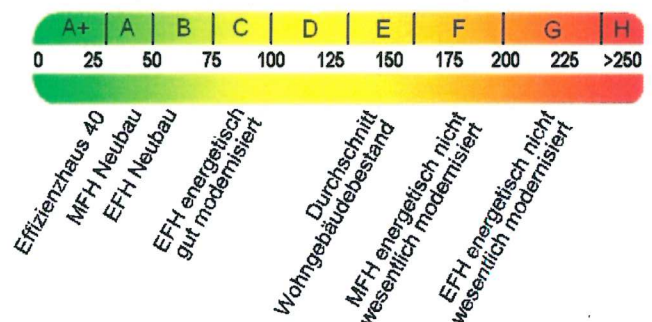 A+ A B C D E F G H
0 25 50 75 100 125 150 175 200 225 >250
Effizienzhaus 40
MFH Neubau
EFH Neubau
EFH energetisch
gut modernisiert
Durchschnitt
Wohngebäudebestand
MFH energetisch nicht
wesentlich modernisiert
EFH energetisch nicht
wesentlich modernisiert